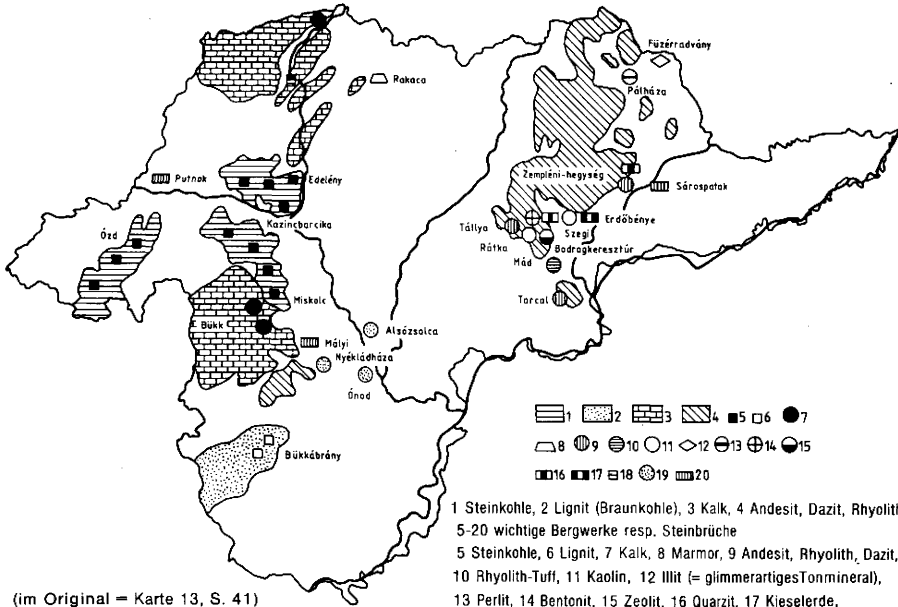 Füzérradvány
Rakaca
Pálháza
Putnok
Edelény
Zempléni-hegység
Sárospatak
Kazincbarcika
Ózd
Tállya
Erdőbénye
Szegi
Rátka
Bodrogkeresztúr
Mád
Miskolc
Tarcal
Bükk
Alsózsolca
Mályi
Nyékládháza
Ónod
Bükkábrány
1 2 3 4 5 6 7
8 9 10 11 12 13 14 15
16 17 18 19 20
1 Steinkohle, 2 Lignit (Braunkohle), 3 Kalk, 4 Andesit, Dazit, Rhyolith
5-20 wichtige Bergwerke resp. Steinbrüche
5 Steinkohle, 6 Lignit, 7 Kalk, 8 Marmor, 9 Andesit, Rhyolith, Dazit,
10 Rhyolith-Tuff, 11 Kaolin, 12 Illit (= glimmerartiges Tonmineral),
(im Original = Karte 13, S. 41)
13 Perlit, 14 Bentonit, 15 Zeolit, 16 Quarzit, 17 Kieselerde,